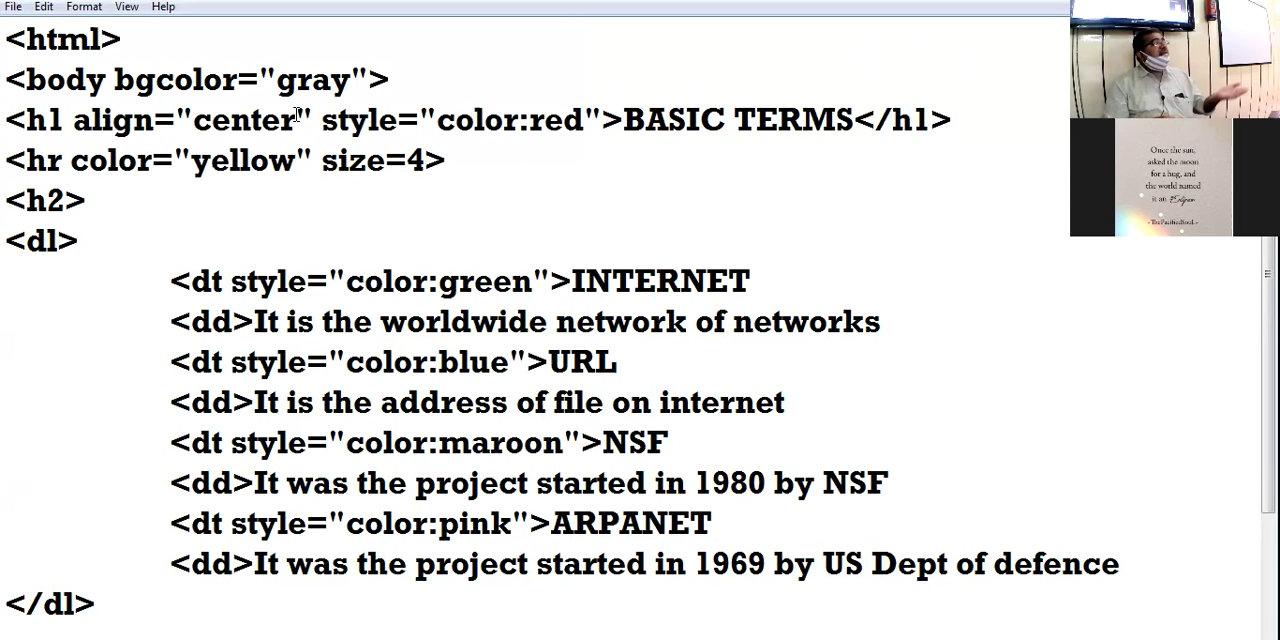 File Edit Format View Help
<html>
<body bgcolor="gray">
<h1 align="center" style="color:red">BASIC TERMS</h1>
<hr color="yellow" size=4>
<h2>
<dl>
<dt style="color:green">INTERNET
<dd>It is the worldwide network of networks
<dt style="color:blue">URL
<dd>It is the address of file on internet
<dt style="color:maroon">NSF
<dd>It was the project started in 1980 by NSF
<dt style="color:pink">ARPANET
<dd>It was the project started in 1969 by US Dept of defence
</dl>
Once the sun,
asked the moon
for a hug, and
the world named
it an